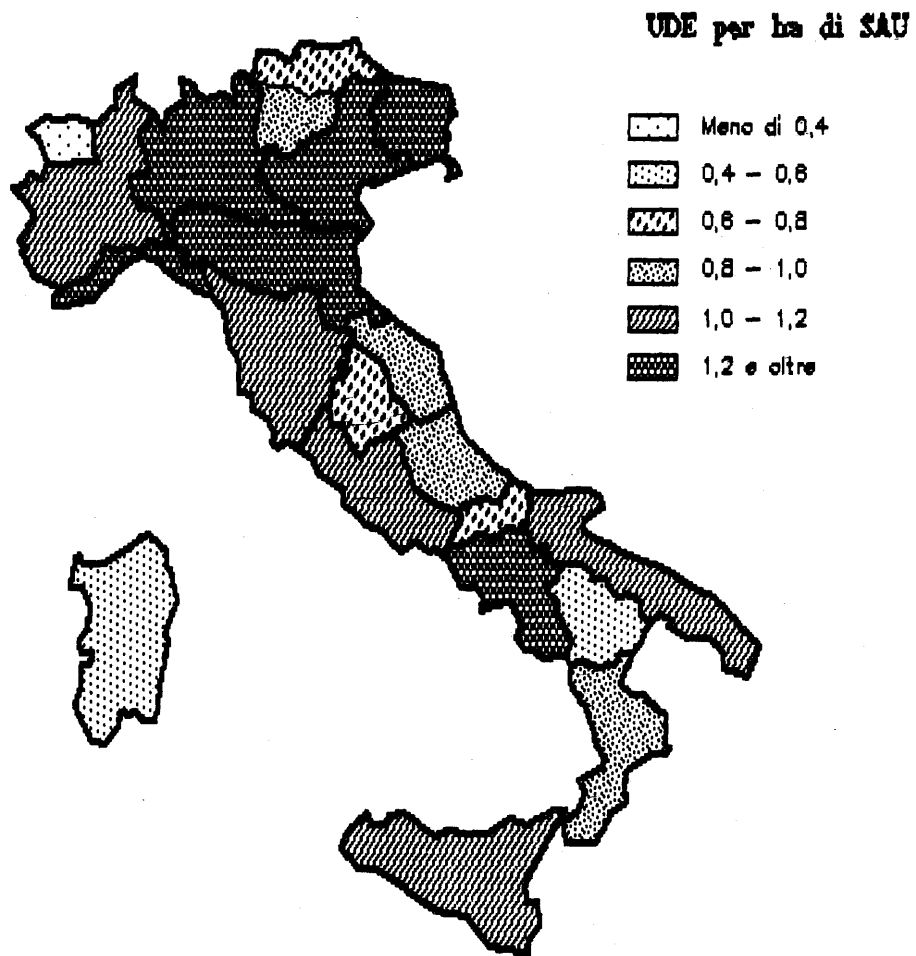 UDE per ha di SAU
Meno di 0,4
0,4 – 0,6
0,6 – 0,8
0,8 – 1,0
1,0 – 1,2
1,2 e oltre